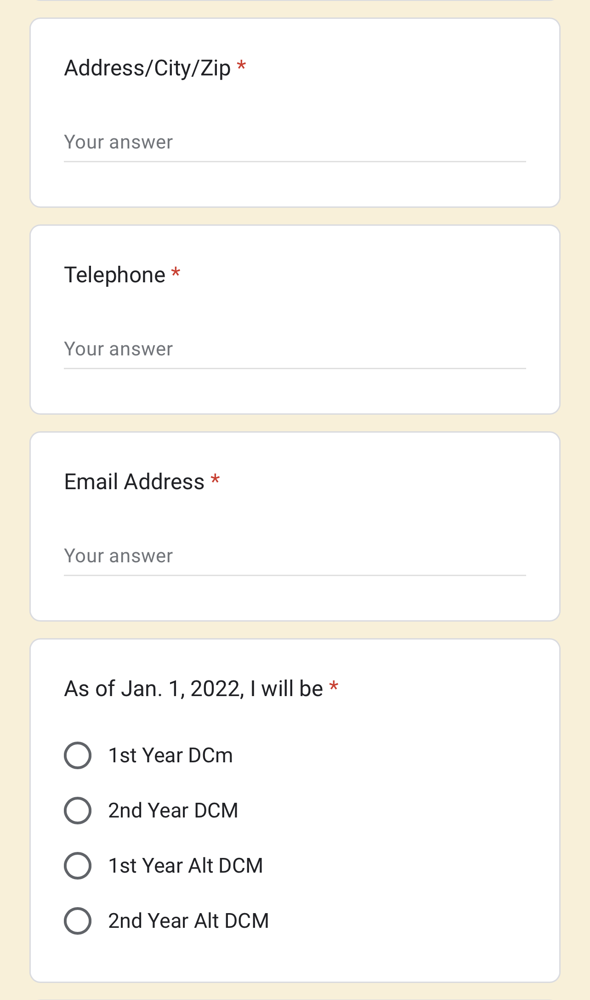 Address/City/Zip *
Your answer
Telephone *
Your answer
Email Address *
Your answer
As of Jan. 1, 2022, I will be *
1st Year DCm
2nd Year DCM
1st Year Alt DCM
2nd Year Alt DCM